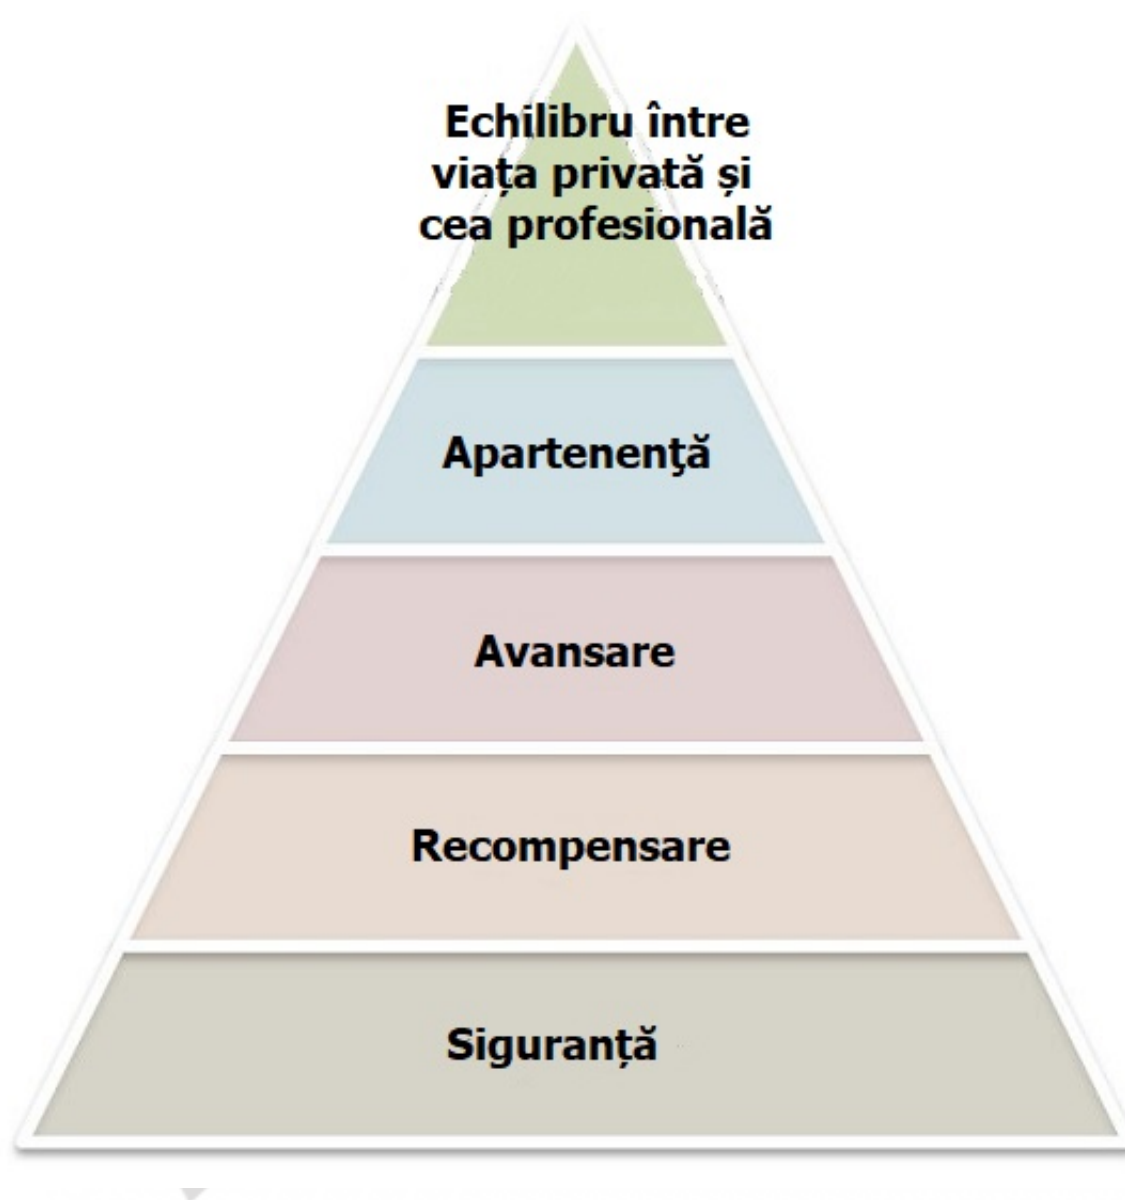 Echilibru între
viața privată și
cea profesională
Apartenenţă
Avansare
Recompensare
Siguranță